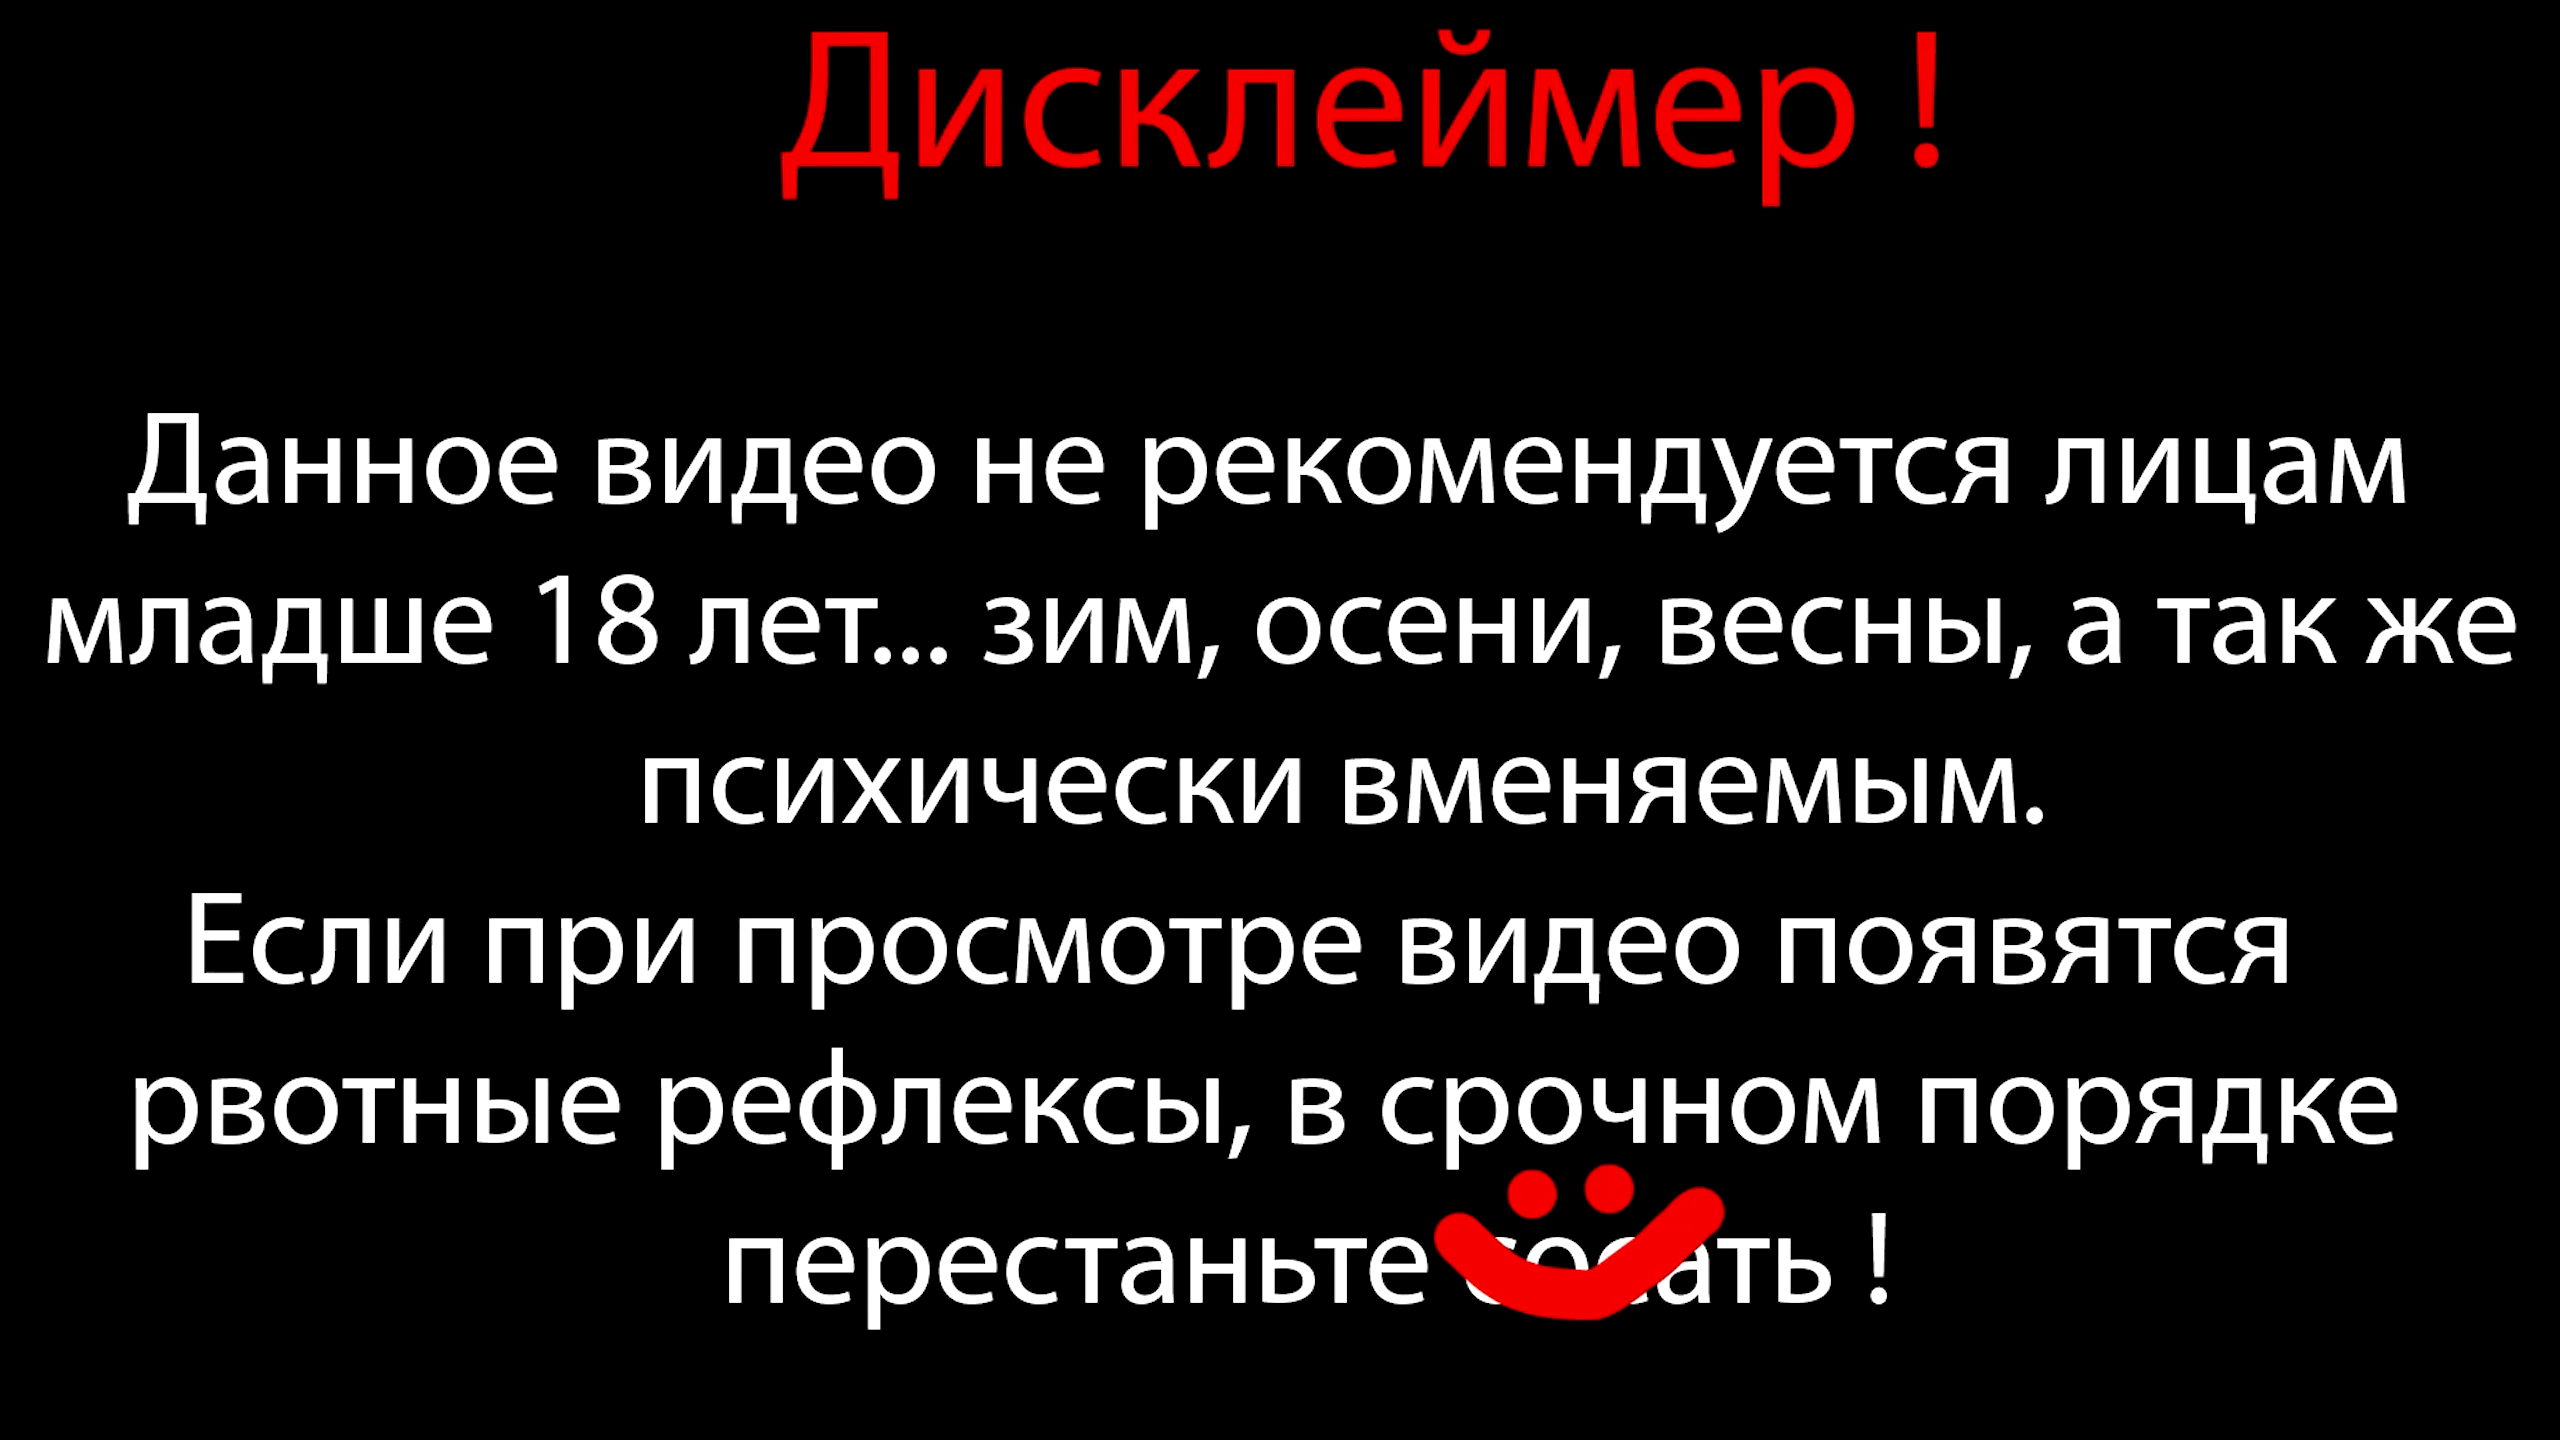 Дисклеймер !
Данное видео не рекомендуется лицам
младше 18 лет... зим, осени, весны, а так же
психически вменяемым.
Если при просмотре видео появятся
рвотные рефлексы, в срочном порядке
перестаньте сосать !